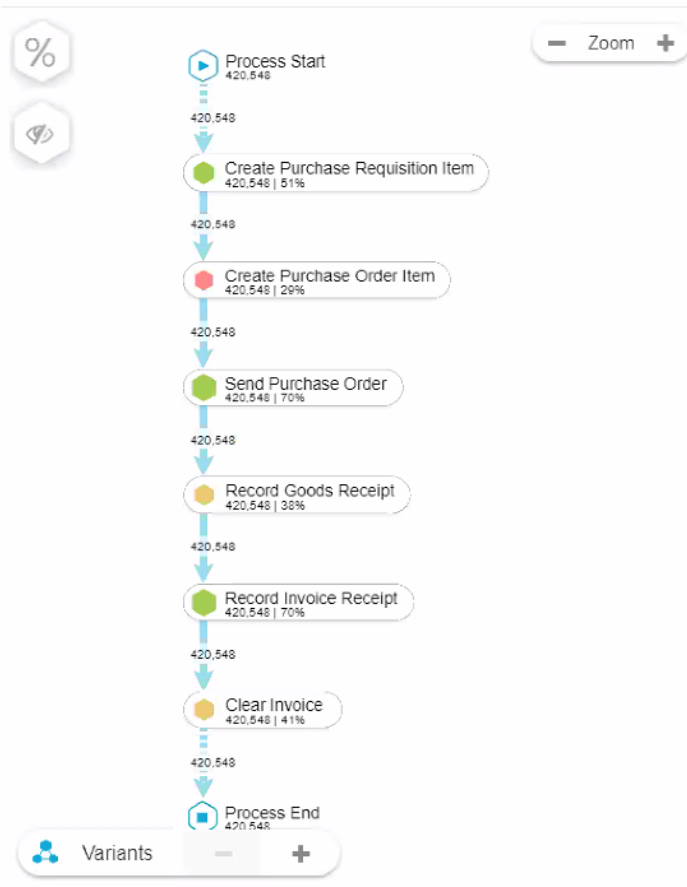 %
Zoom
Process Start
420,548
420,548
Create Purchase Requisition Item
420,548 | 51%
420,548
Create Purchase Order Item
420,548 | 29%
420,548
Send Purchase Order
420,548 | 70%
420,548
Record Goods Receipt
420,548 | 38%
420,548
Record Invoice Receipt
420,548 | 70%
420,548
Clear Invoice
420,548 | 41%
420,548
Process End
420,548
Variants